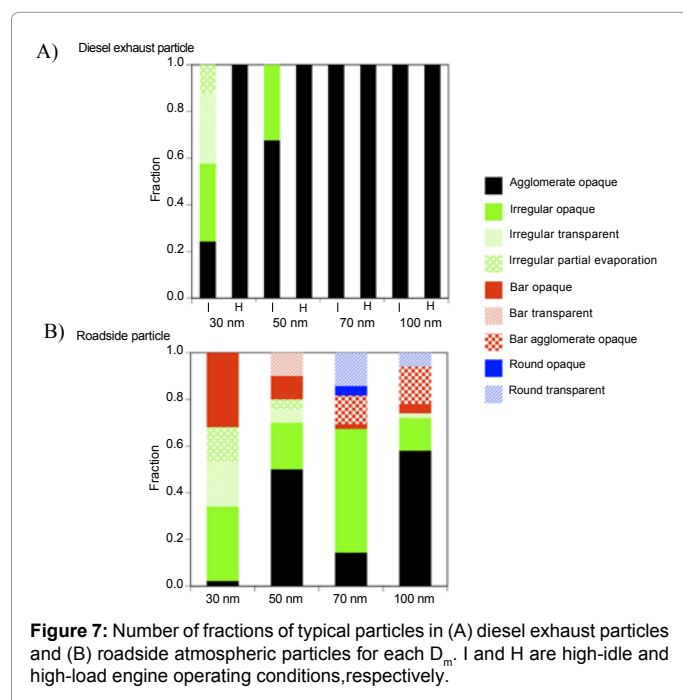 A) Diesel exhaust particle
1.0
0.8
0.6
0.4
0.2
0.0
Fraction
I H I H I H I H
30 nm 50 nm 70 nm 100 nm
Agglomerate opaque
Irregular opaque
Irregular transparent
Irregular partial evaporation
Bar opaque
Bar transparent
Bar agglomerate opaque
Round opaque
Round transparent
B) Roadside particle
1.0
0.8
0.6
0.4
0.2
0.0
Fraction
30 nm 50 nm 70 nm 100 nm
Figure 7: Number of fractions of typical particles in (A) diesel exhaust particles
and (B) roadside atmospheric particles for each Dm. I and H are high-idle and
high-load engine operating conditions,respectively.